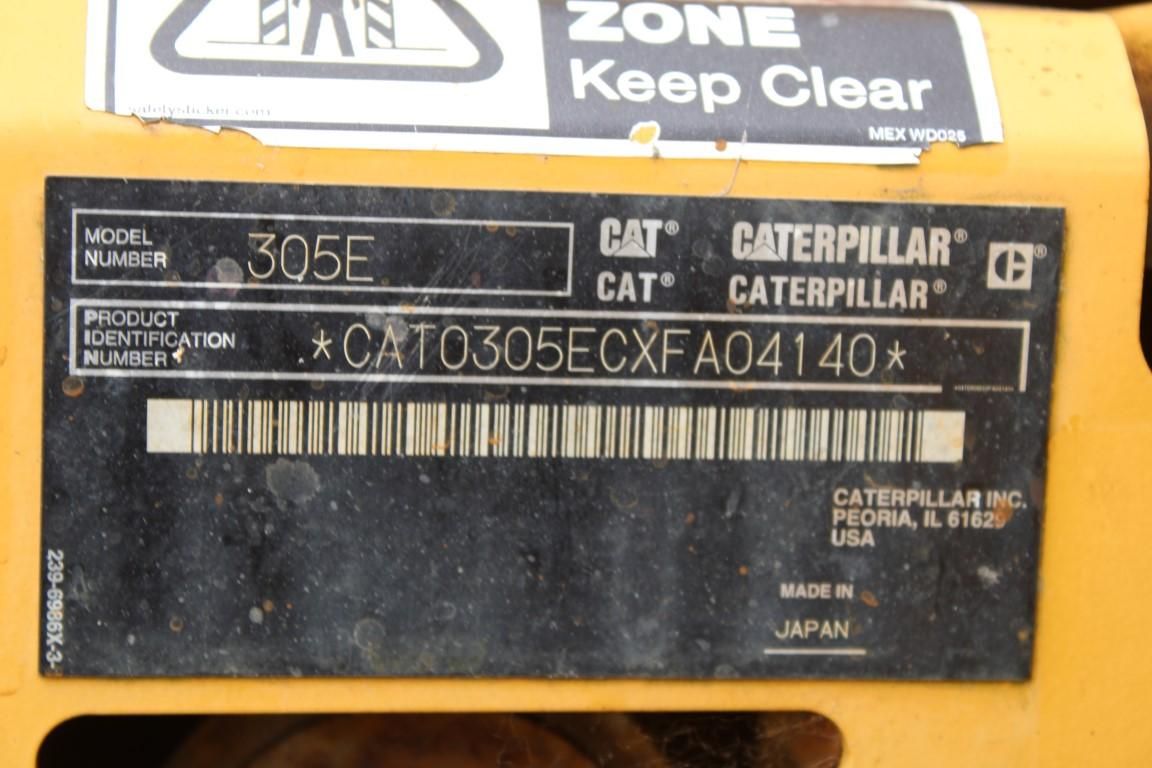 ZONE
Keep Clear
safetysticker.com
MEX WD025
MODEL
NUMBER
305E
CAT® CATERPILLAR®
CAT® CATERPILLAR®
PRODUCT
IDENTIFICATION
NUMBER
*CAT0305ECXFA04140*
CATERPILLAR INC.
PEORIA, IL 61629
USA
MADE IN
JAPAN
239-6986X-3